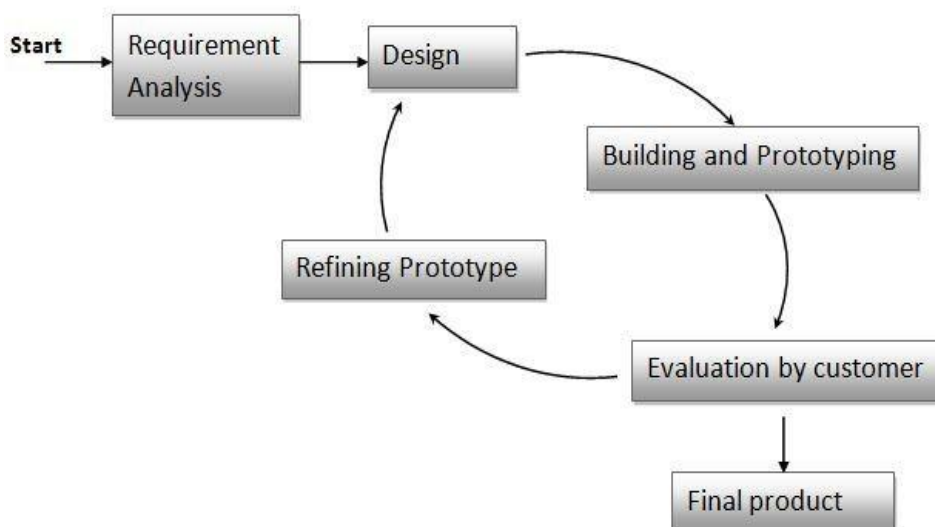 Start
Requirement
Analysis
Design
Building and Prototyping
Evaluation by customer
Refining Prototype
Final product